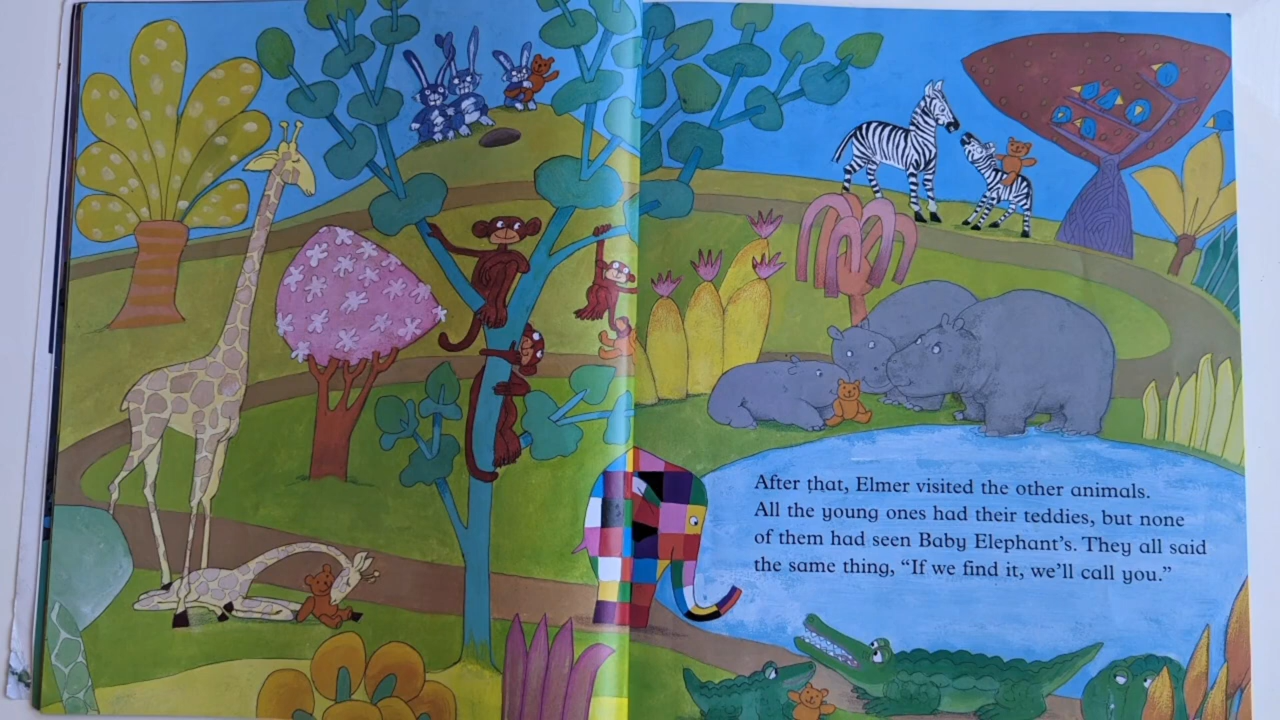 After that, Elmer visited the other animals.
All the young ones had their teddies, but none
of them had seen Baby Elephant's. They all said
the same thing, “If we find it, we'll call you.”